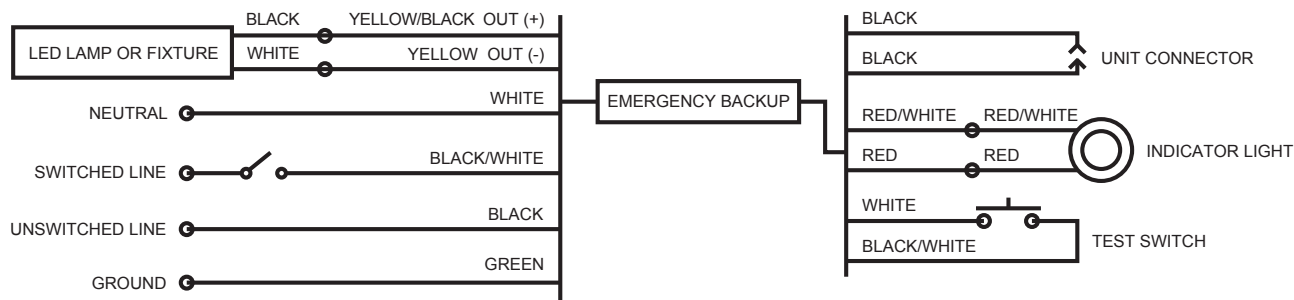 BLACK
YELLOW/BLACK OUT (+)
LED LAMP OR FIXTURE
WHITE
YELLOW OUT (-)
NEUTRAL
WHITE
SWITCHED LINE
BLACK/WHITE
UNSWITCHED LINE
BLACK
GROUND
GREEN
EMERGENCY BACKUP
BLACK
BLACK
UNIT CONNECTOR
RED/WHITE
RED/WHITE
RED
RED
INDICATOR LIGHT
WHITE
BLACK/WHITE
TEST SWITCH